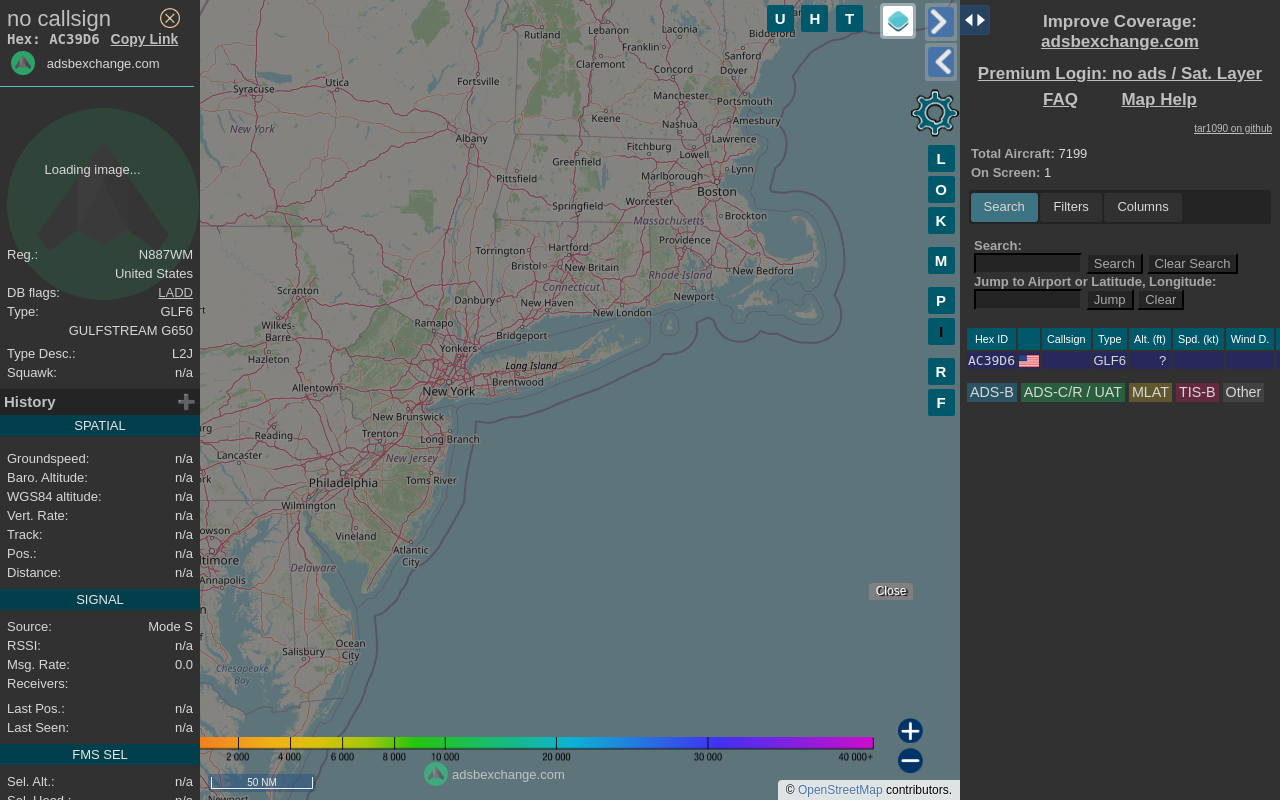 no callsign
Hex: AC39D6 Copy Link
adsbexchange.com
Loading image...
Reg.: N887WM
United States
DB flags: LADD
Type: GLF6
GULFSTREAM G650
Type Desc.: L2J
Squawk: n/a
History
SPATIAL
Groundspeed: n/a
Baro. Altitude: n/a
WGS84 altitude: n/a
Vert. Rate: n/a
Track: n/a
Pos.: n/a
Distance: n/a
SIGNAL
Source: Mode S
RSSI: n/a
Msg. Rate: 0.0
Receivers:
Last Pos.: n/a
Last Seen: n/a
FMS SEL
Sel. Alt.: n/a
Sel. Head.: n/a
U H T
Rutland
Lebanon
Laconia
Biddeford
Franklin
Claremont
Sanford
Concord
Dover
Utica
Fortsville
Syracuse
Manchester
Portsmouth
Keene
Amesbury
New York
Nashua
Albany
Lawrence
Fitchburg
Lowell
Greenfield
Lynn
Pittsfield
Marlborough
Boston
Springfield
Worcester
Massachusetts
Brockton
Torrington
Hartford
Providence
Bristol
New Britain
New Bedford
Rhode Island
Connecticut
Scranton
Danbury
New Haven
Newport
New London
Wilkes-
Barre
Ramapo
Bridgeport
Hazleton
Yonkers
Long Island
Allentown
New York
Brentwood
New Brunswick
Reading
Trenton
Long Branch
Lancaster
New Jersey
Philadelphia
Toms River
Wilmington
Vineland
Atlantic
City
Delaware
Annapolis
Ocean
City
Salisbury
Chesapeake
Bay
Newport
L
O
K
M
P
I
R
F
Close
2 000 4 000 6 000 8 000 10 000 20 000 30 000 40 000+
adsbexchange.com
50 NM
© OpenStreetMap contributors.
Improve Coverage:
adsbexchange.com
Premium Login: no ads / Sat. Layer
FAQ Map Help
tar1090 on github
Total Aircraft: 7199
On Screen: 1
Search Filters Columns
Search:
Search Clear Search
Jump to Airport or Latitude, Longitude:
Jump Clear
Hex ID Callsign Type Alt. (ft) Spd. (kt) Wind D.
AC39D6 GLF6 ?
ADS-B ADS-C/R / UAT MLAT TIS-B Other